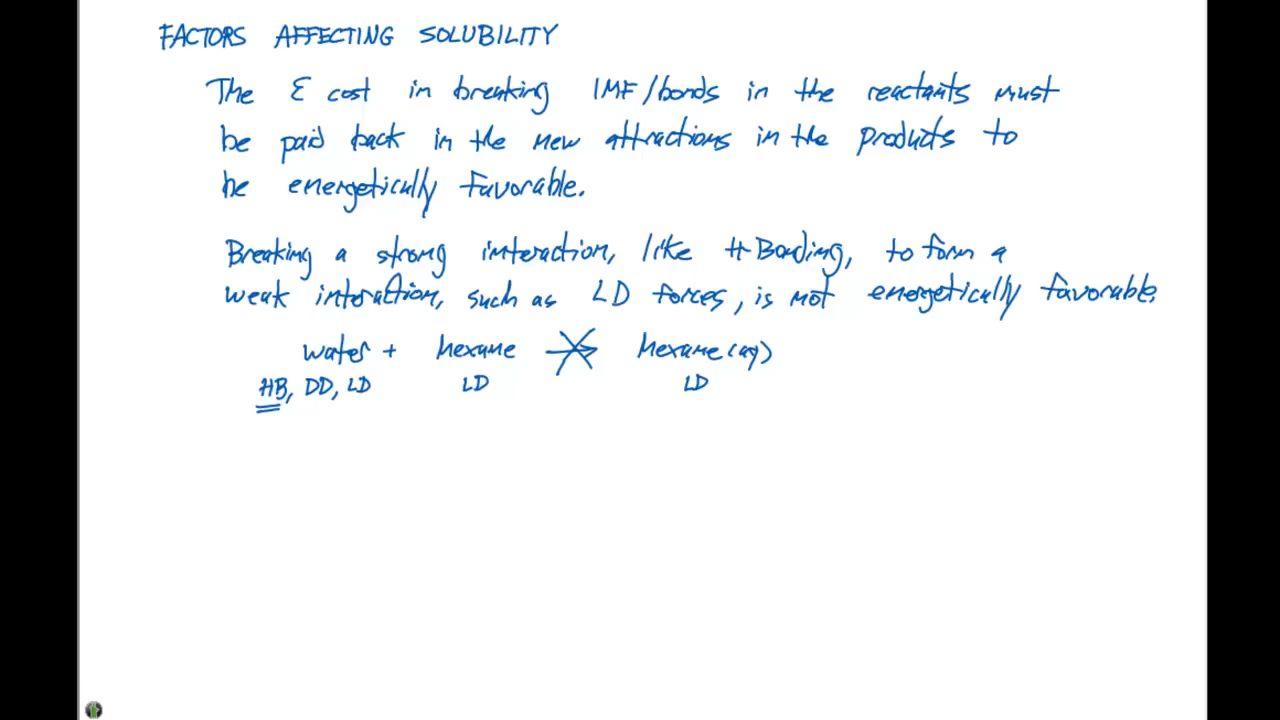 FACTORS AFFECTING SOLUBILITY
The E cost in breaking IMF/bonds in the reactants must
be paid back in the new attractions in the products to
be energetically favorable.
Breaking a strong interaction, like H Bonding, to form a
weak interaction, such as LD forces, is not energetically favorable.
water + hexane → hexane (aq)
HB, DD, LD LD LD